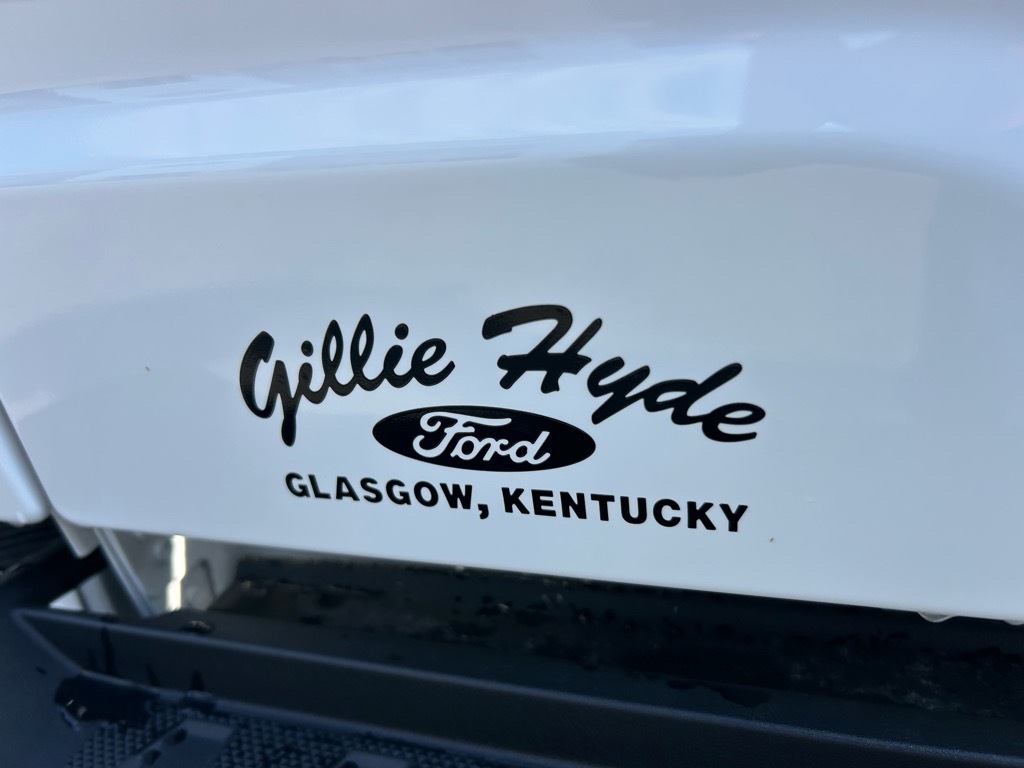 Gillie Hyde
Ford
GLASGOW, KENTUCKY